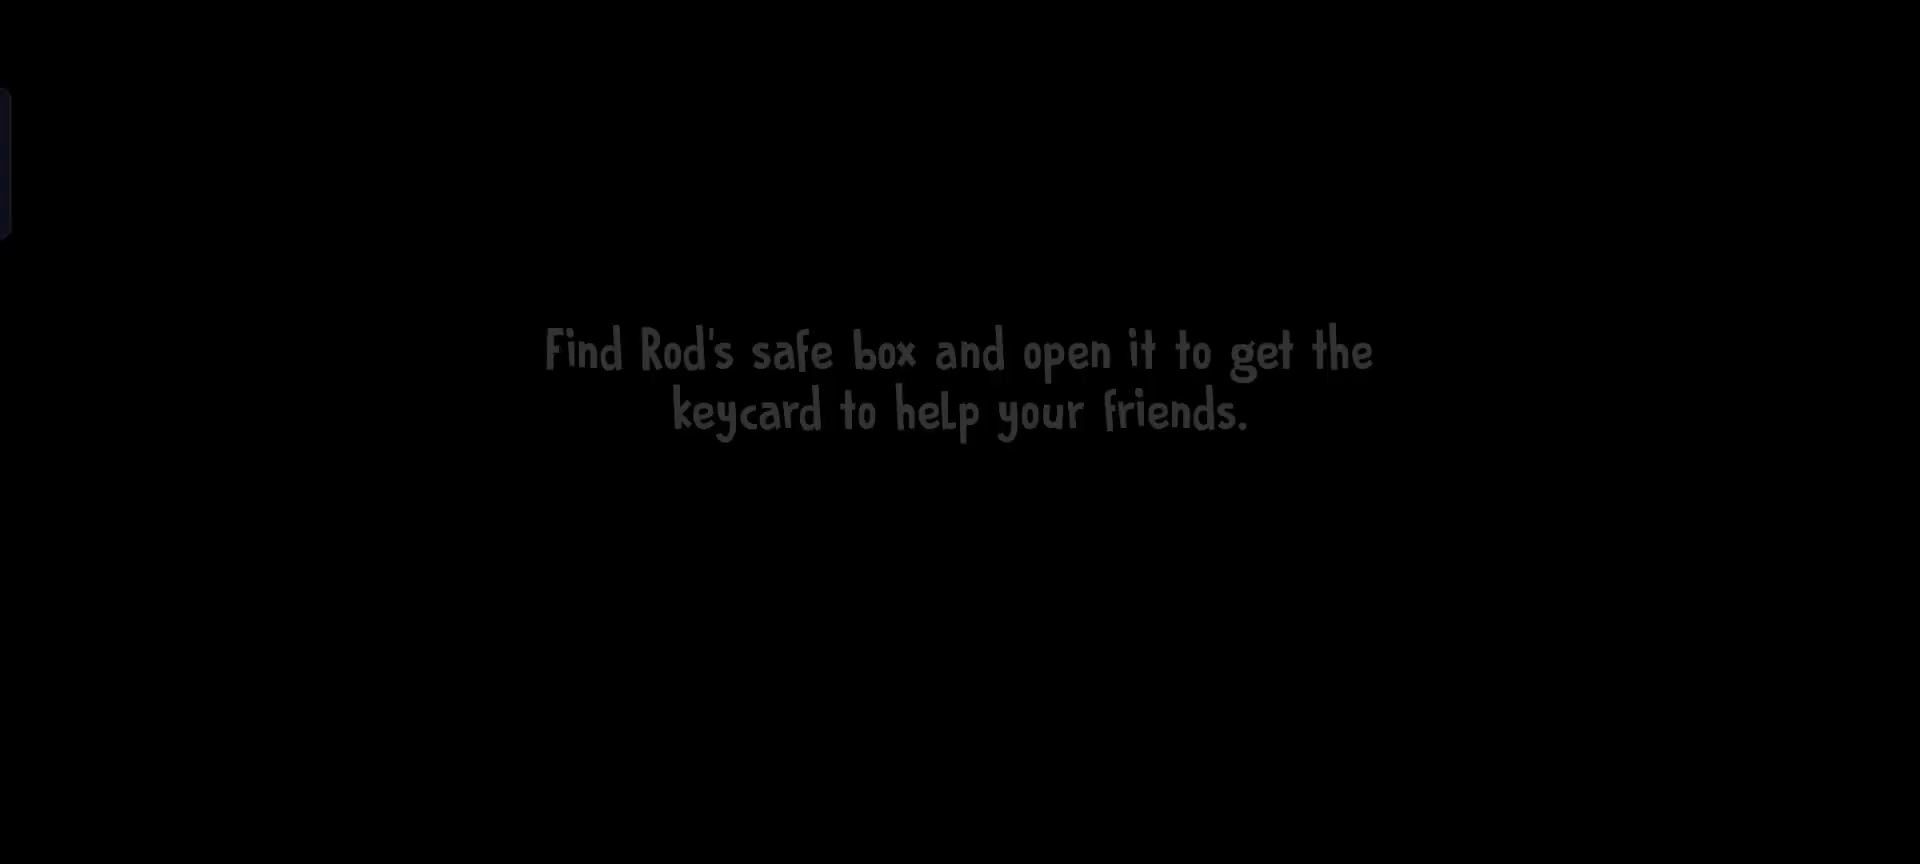 Find Rod's safe box and open it to get the
keycard to help your friends.